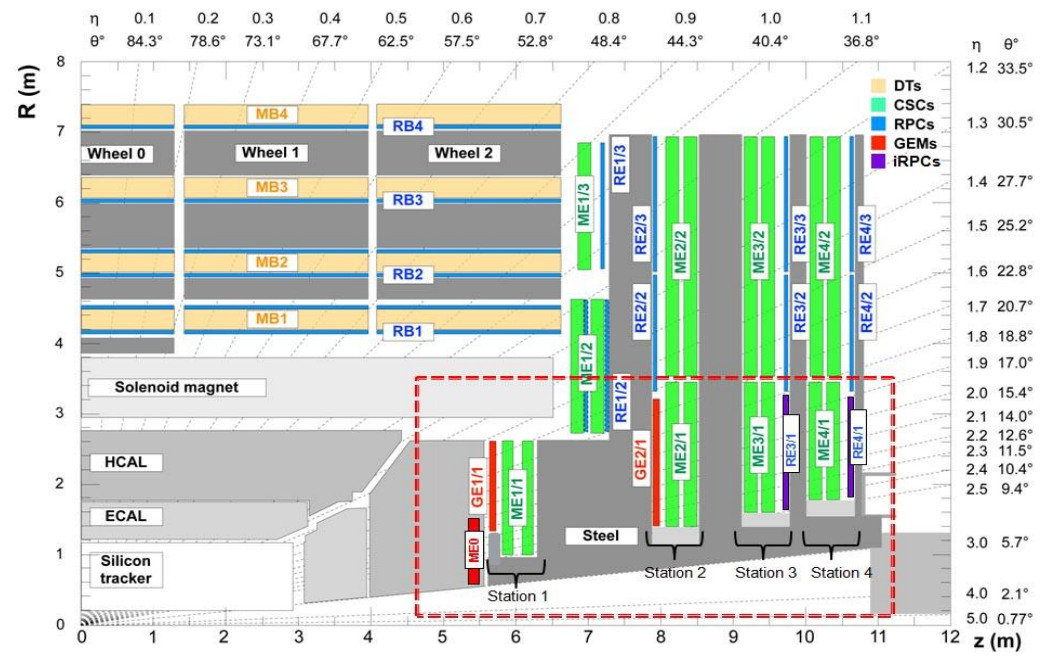 η 0.1 0.2 0.3 0.4 0.5 0.6 0.7 0.8 0.9 1.0 1.1
θ° 84.3° 78.6° 73.1° 67.7° 62.5° 57.5° 52.8° 48.4° 44.3° 40.4° 36.8° η θ°
R (m)
8
7
6
5
4
3
2
1
0
1.2 33.5°
1.3 30.5°
1.4 27.7°
1.5 25.2°
1.6 22.8°
1.7 20.7°
1.8 18.8°
1.9 17.0°
2.0 15.4°
2.1 14.0°
2.2 12.6°
2.3 11.5°
2.4 10.4°
2.5 9.4°
3.0 5.7°
4.0 2.1°
5.0 0.77°
DTs
CSCs
RPCs
GEMs
iRPCs
MB4
RB4
Wheel 0 Wheel 1 Wheel 2
MB3
RB3
MB2
RB2
MB1
RB1
Solenoid magnet
HCAL
ECAL
Silicon
tracker
ME1/3
RE1/3
ME1/2
RE1/2
RE2/3
RE2/2
ME2/2
ME3/2
RE3/3
RE3/2
ME4/2
RE4/3
RE4/2
GE1/1
ME0
ME1/1
GE2/1
ME2/1
ME3/1
RE3/1
ME4/1
RE4/1
Steel
Station 1
Station 2
Station 3
Station 4
0 1 2 3 4 5 6 7 8 9 10 11 12
z (m)